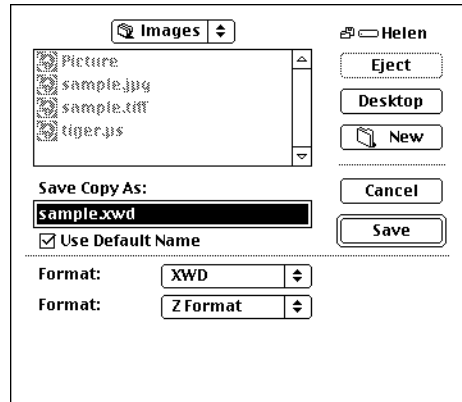 Images
Helen
Picture
sample.jpg
sample.tiff
tiger.ps
Eject
Desktop
New
Save Copy As:
sample.xwd
Use Default Name
Cancel
Save
Format:
XWD
Format:
Z Format